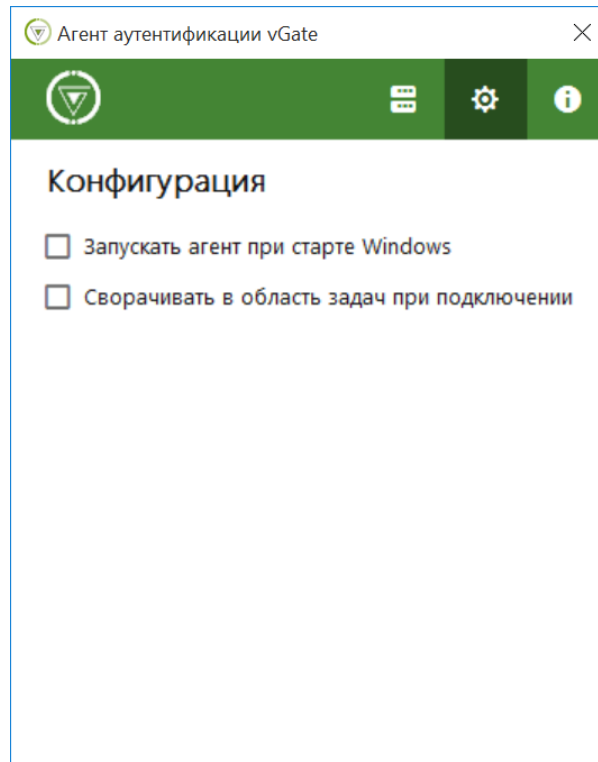 Агент аутентификации vGate
Конфигурация
Запускать агент при старте Windows
Сворачивать в область задач при подключении